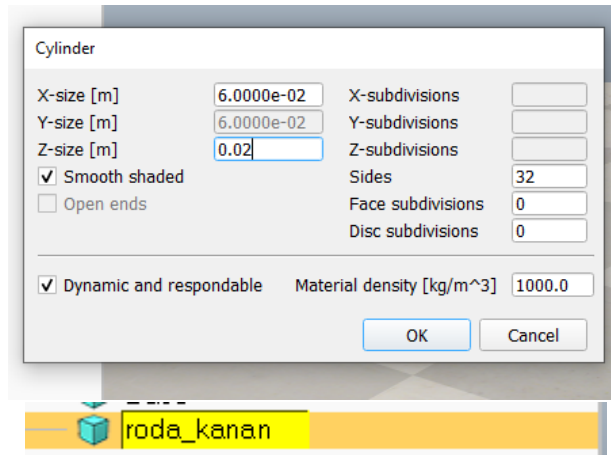 Cylinder
X-size [m] 6.0000e-02 X-subdivisions
Y-size [m] 6.0000e-02 Y-subdivisions
Z-size [m] 0.02 Z-subdivisions
Smooth shaded Sides 32
Open ends Face subdivisions 0
Disc subdivisions 0
Dynamic and respondable Material density [kg/m^3] 1000.0
OK Cancel
roda_kanan